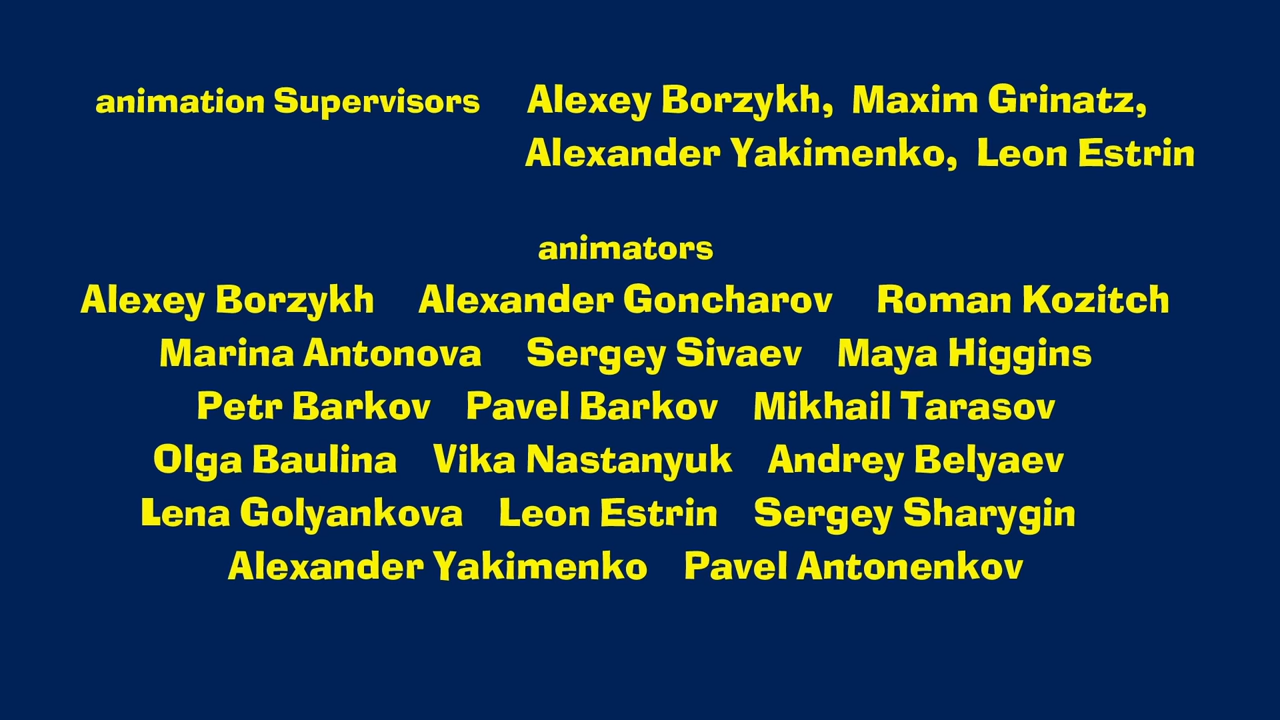 animation Supervisors Alexey Borzykh, Maxim Grinatz,
Alexander Yakimenko, Leon Estrin
animators
Alexey Borzykh Alexander Goncharov Roman Kozitch
Marina Antonova Sergey Sivaev Maya Higgins
Petr Barkov Pavel Barkov Mikhail Tarasov
Olga Baulina Vika Nastanyuk Andrey Belyaev
Lena Golyankova Leon Estrin Sergey Sharygin
Alexander Yakimenko Pavel Antonenkov